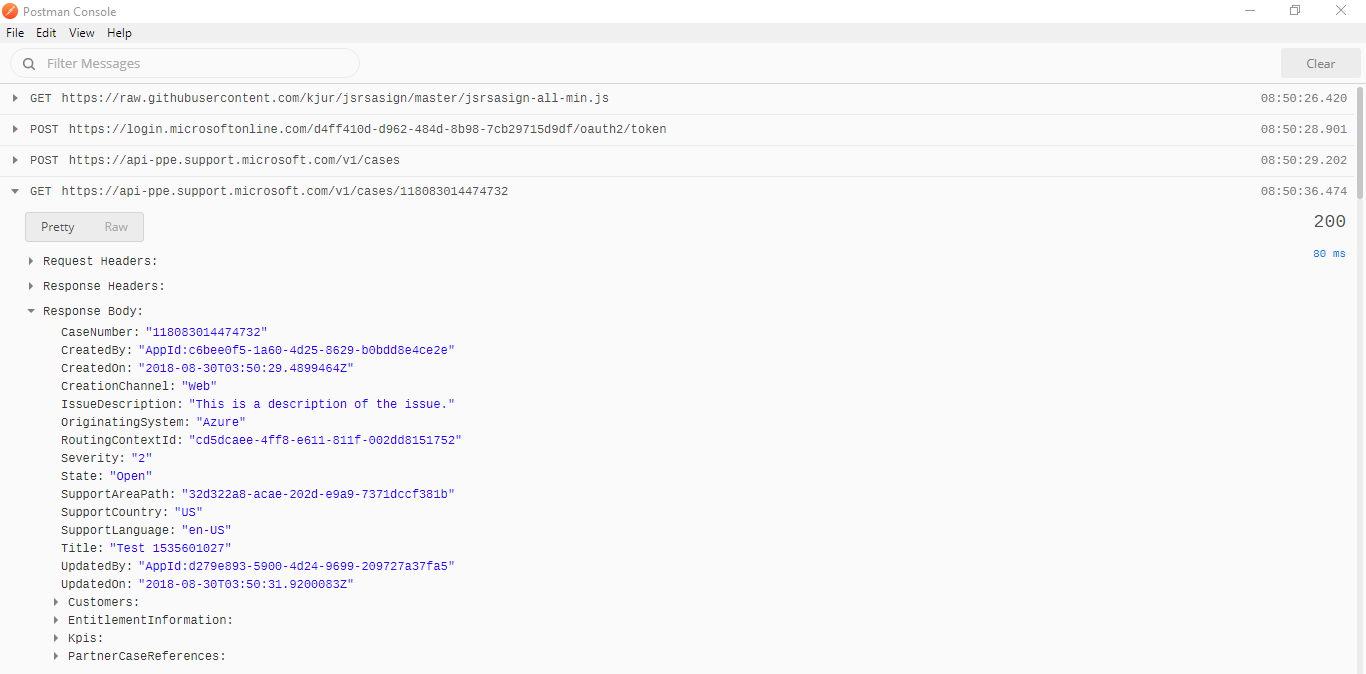 Postman Console
File Edit View Help
Filter Messages Clear
GET https://raw.githubusercontent.com/kjur/jsrsasign/master/jsrsasign-all-min.js 08:50:26.420
POST https://login.microsoftonline.com/d4ff410d-d962-484d-8b98-7cb29715d9df/oauth2/token 08:50:28.901
POST https://api-ppe.support.microsoft.com/v1/cases 08:50:29.202
GET https://api-ppe.support.microsoft.com/v1/cases/118083014474732 08:50:36.474
Pretty Raw 200
Request Headers: 80 ms
Response Headers:
Response Body:
CaseNumber: "118083014474732"
CreatedBy: "AppId:c6bee0f5-1a60-4d25-8629-b0bdd8e4ce2e"
CreatedOn: "2018-08-30T03:50:29.4899464Z"
CreationChannel: "Web"
IssueDescription: "This is a description of the issue."
OriginatingSystem: "Azure"
RoutingContextId: "cd5dcaee-4ff8-e611-811f-002dd8151752"
Severity: "2"
State: "Open"
SupportAreaPath: "32d322a8-acae-202d-e9a9-7371dccf381b"
SupportCountry: "US"
SupportLanguage: "en-US"
Title: "Test 1535601027"
UpdatedBy: "AppId:d279e893-5900-4d24-9699-209727a37fa5"
UpdatedOn: "2018-08-30T03:50:31.9200083Z"
Customers:
EntitlementInformation:
Kpis:
PartnerCaseReferences: